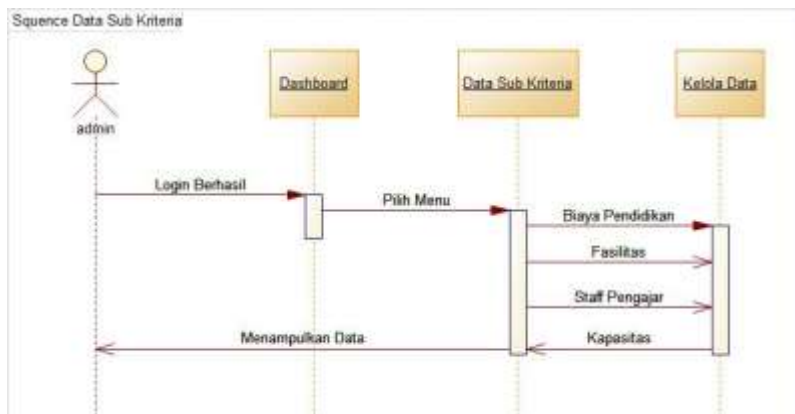 Squence Data Sub Kriteria
Dashboard
Data Sub Kriteria
Kelola Data
admin
Login Berhasil
Pilih Menu
Biaya Pendidikan
Fasilitas
Staff Pengajar
Menampulkan Data
Kapasitas